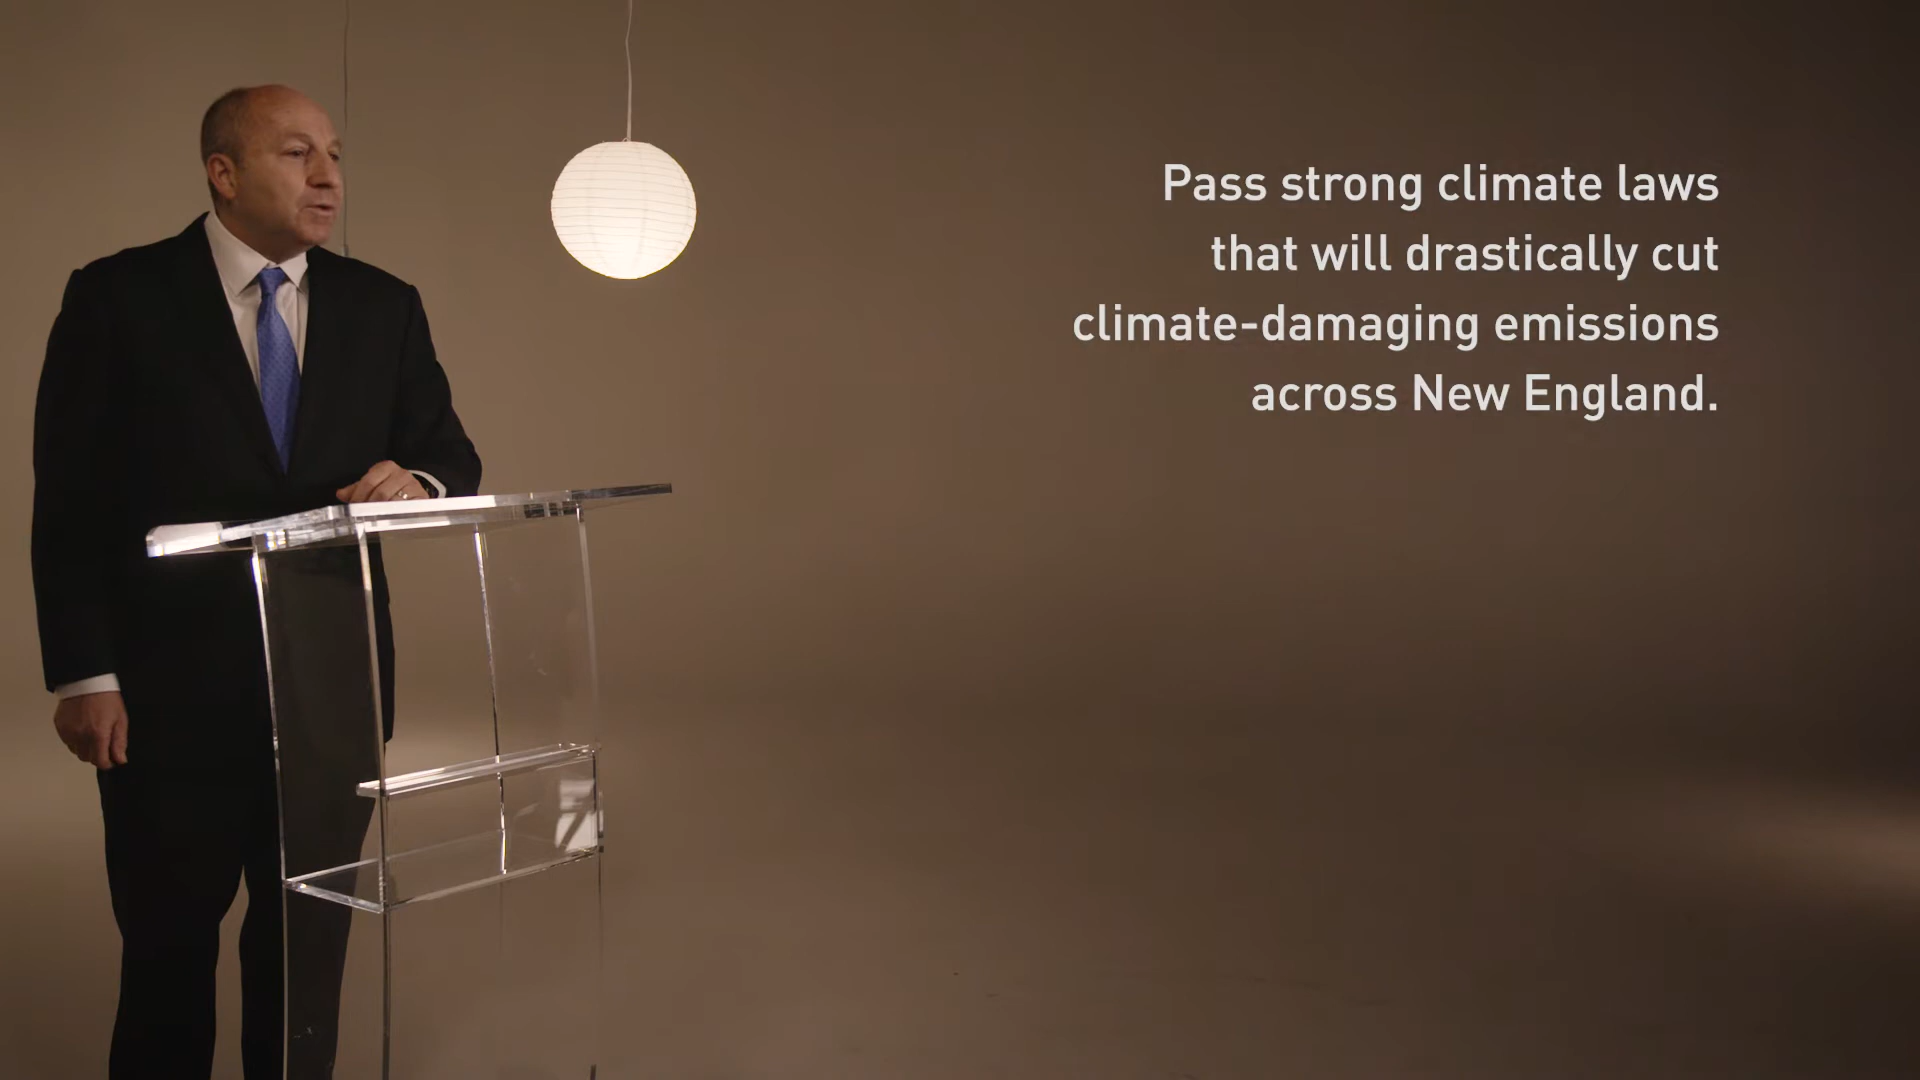 Pass strong climate laws
that will drastically cut
climate-damaging emissions
across New England.